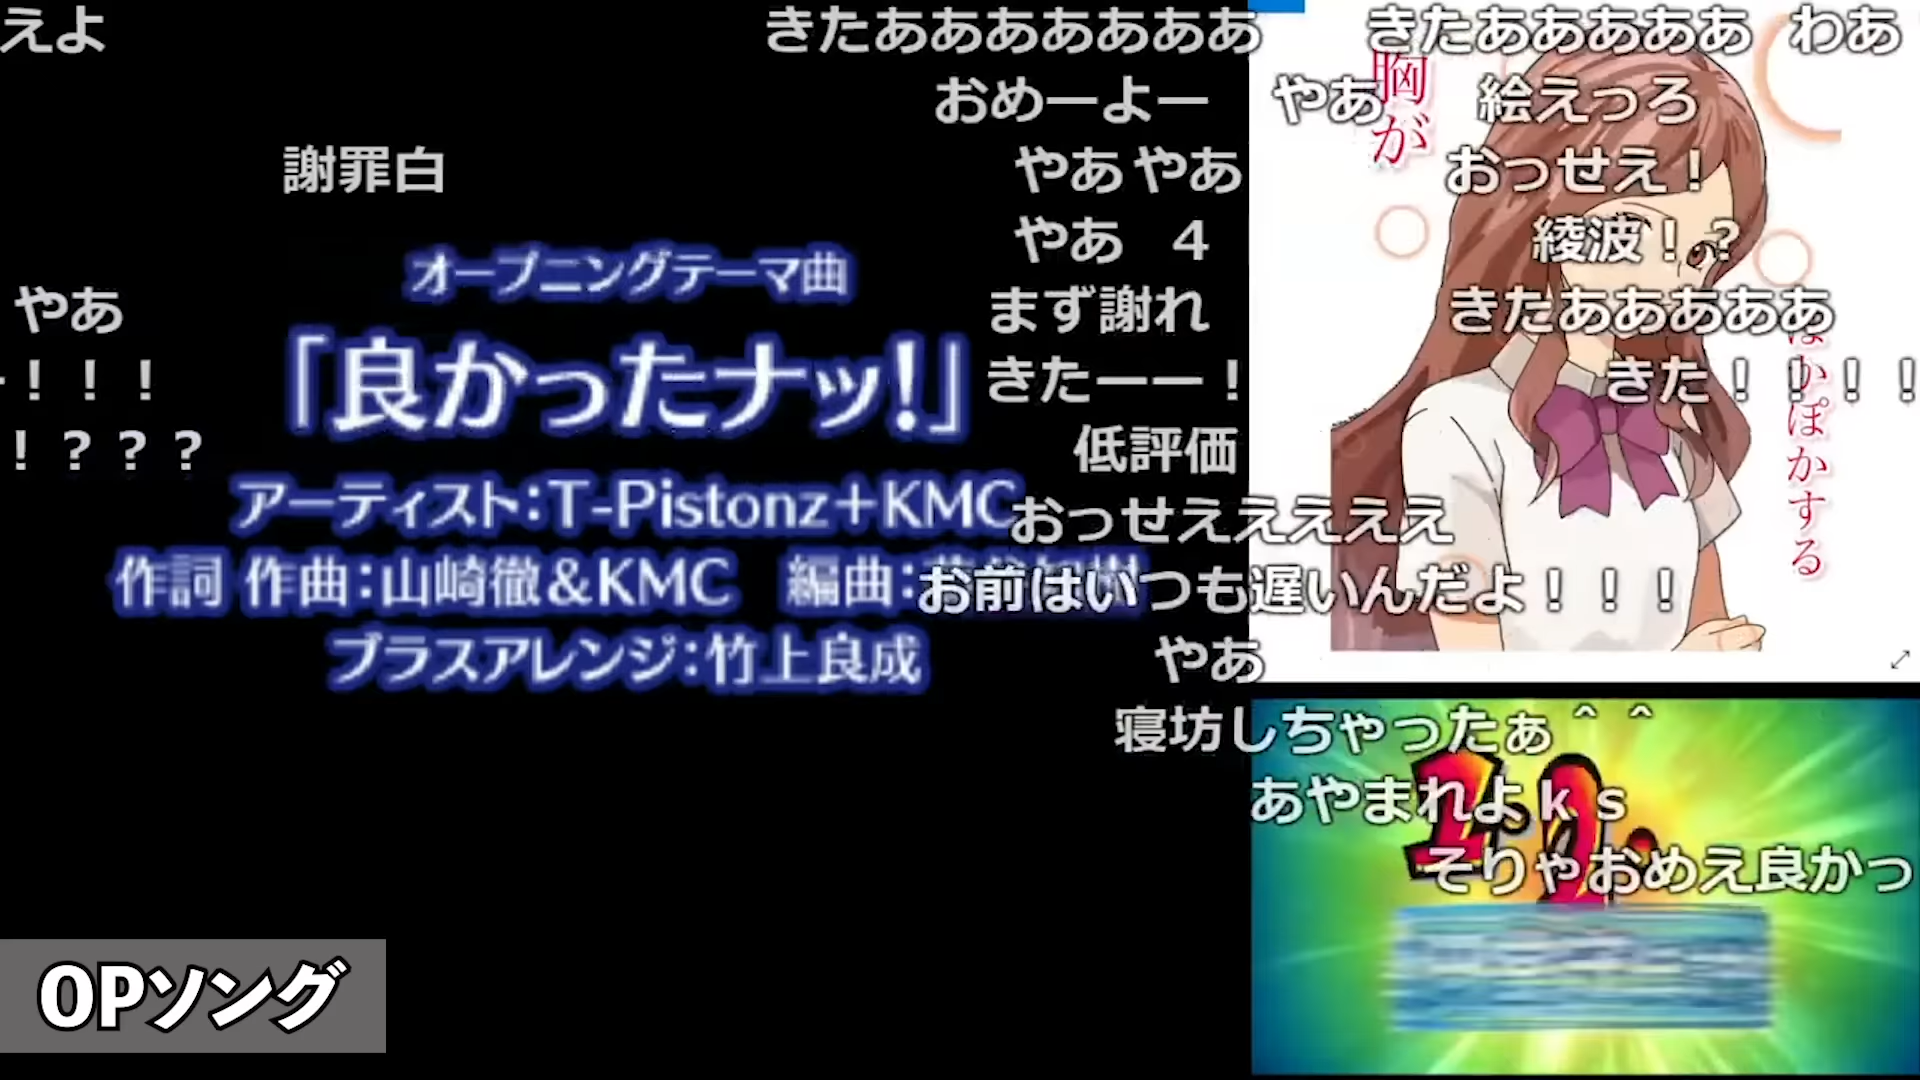 えよ
きたあああああああ
きたあああああ
わあ
おめーよー
やあ
絵えっろ
胸が
謝罪白
やあ やあ
おっせえ！
やあ
４
綾波！？
オープニングテーマ曲
やあ
まず謝れ
きたあああああ
「良かったナッ!」
！！！
きたーー！
きた！！！！
！？？？
低評価
ぽかぽかする
アーティスト:T-Pistonz+KMC
おっせえええええ
作詞 作曲:山崎徹&KMC 編曲:
お前はいつも遅いんだよ！！！
ブラスアレンジ:竹上良成
やあ
寝坊しちゃったぁ＾＾
あやまれよｋｓ
そりゃおめえ良かっ
OPソング